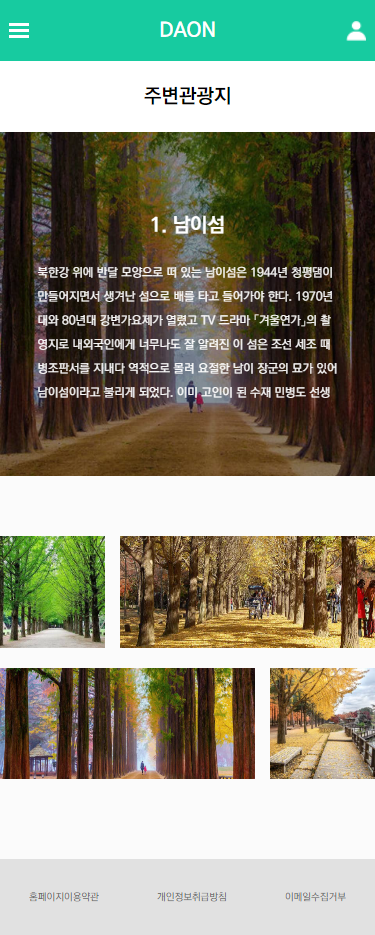 DAON
주변관광지
1. 남이섬
북한강 위에 반달 모양으로 떠 있는 남이섬은 1944년 청평댐이
만들어지면서 생겨난 섬으로 배를 타고 들어가야 한다. 1970년
대와 80년대 강변가요제가 열렸고 TV 드라마 「겨울연가」의 촬
영지로 내외국인에게 너무나도 잘 알려진 이 섬은 조선 세조 때
병조판서를 지내다 역적으로 몰려 요절한 남이 장군의 묘가 있어
남이섬이라고 불리게 되었다. 이미 고인이 된 수재 민병도 선생
홈페이지이용약관 개인정보취급방침 이메일수집거부